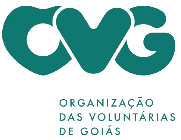 OVG
ORGANIZAÇÃO
DAS VOLUNTÁRIAS
DE GOIÁS